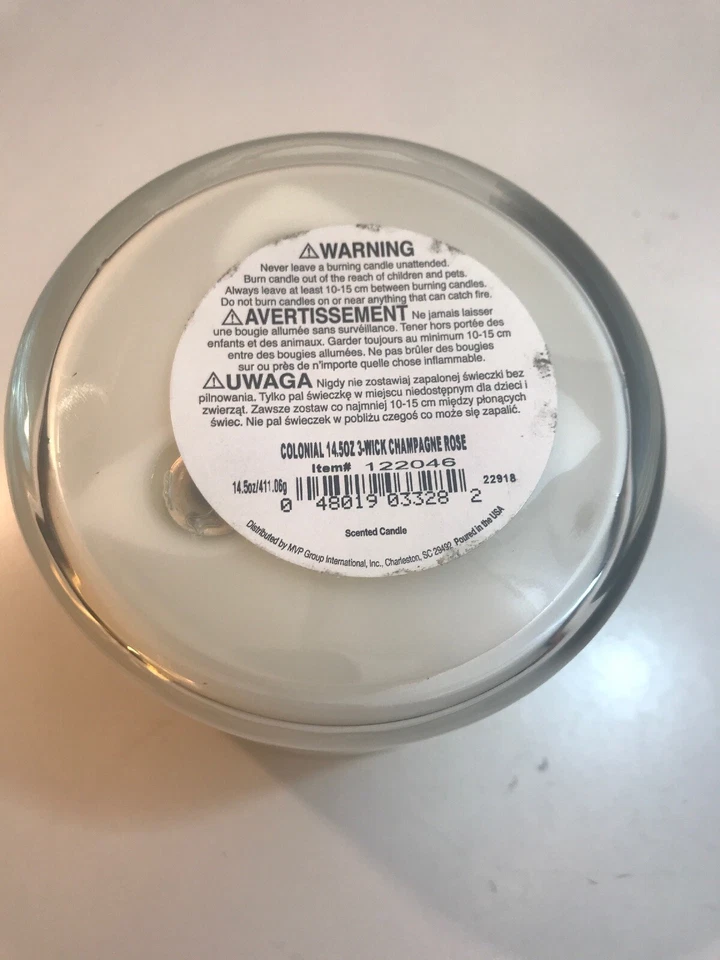 ⚠WARNING
Never leave a burning candle unattended.
Burn candle out of the reach of children and pets.
Always leave at least 10-15 cm between burning candles.
Do not burn candles on or near anything that can catch fire.
⚠AVERTISSEMENT Ne jamais laisser
une bougie allumée sans surveillance. Tener hors portée des
enfants et des animaux. Garder toujours au minimum 10-15 cm
entre des bougies allumées. Ne pas brûler des bougies
sur ou près de n'importe quelle chose inflammable.
⚠UWAGA Nigdy nie zostawiaj zapalonej świeczki bez
pilnowania. Tylko pal świeczkę w miejscu niedostępnym dla dzieci i
zwierząt. Zawsze zostaw co najmniej 10-15 cm między płonących
świec. Nie pal świeczek w pobliżu czegoś co może się zapalić.
COLONIAL 14.5OZ 3-WICK CHAMPAGNE ROSE
Item# 122046
14.5oz/411.06g
22918
0 48019 03328 2
Scented Candle
Distributed by MVP Group International, Inc., Charleston, SC 29492 Poured in the USA